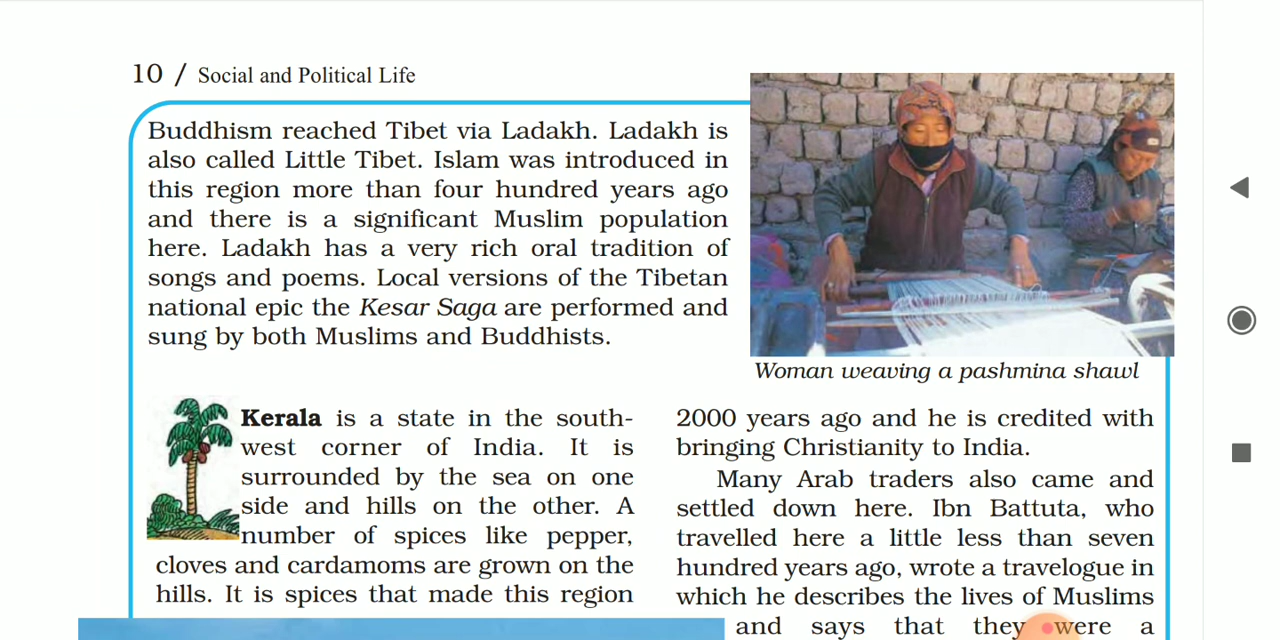 10 / Social and Political Life
Buddhism reached Tibet via Ladakh. Ladakh is
also called Little Tibet. Islam was introduced in
this region more than four hundred years ago
and there is a significant Muslim population
here. Ladakh has a very rich oral tradition of
songs and poems. Local versions of the Tibetan
national epic the Kesar Saga are performed and
sung by both Muslims and Buddhists.
Woman weaving a pashmina shawl
Kerala is a state in the south-
west corner of India. It is
surrounded by the sea on one
side and hills on the other. A
number of spices like pepper,
cloves and cardamoms are grown on the
hills. It is spices that made this region
2000 years ago and he is credited with
bringing Christianity to India.
Many Arab traders also came and
settled down here. Ibn Battuta, who
travelled here a little less than seven
hundred years ago, wrote a travelogue in
which he describes the lives of Muslims
and says that they were a